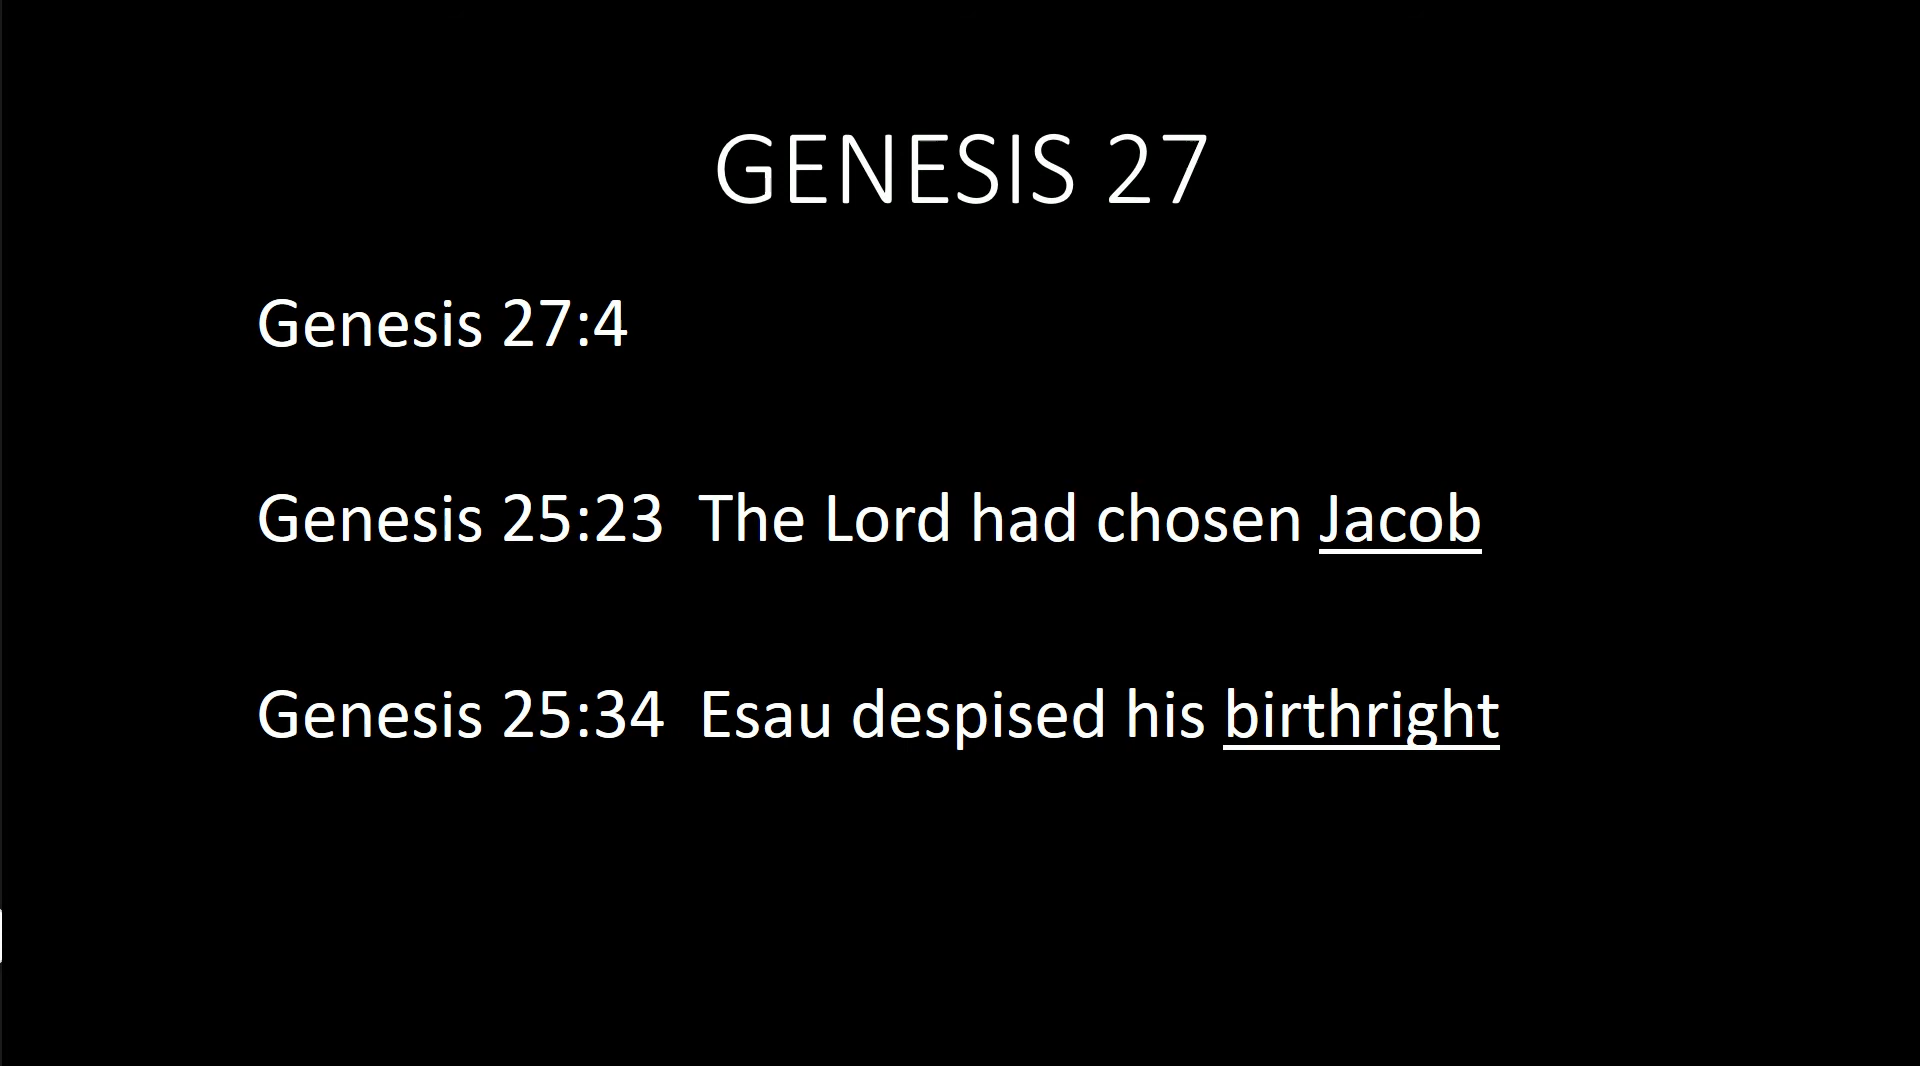 GENESIS 27
Genesis 27:4
Genesis 25:23  The Lord had chosen Jacob
Genesis 25:34  Esau despised his birthright